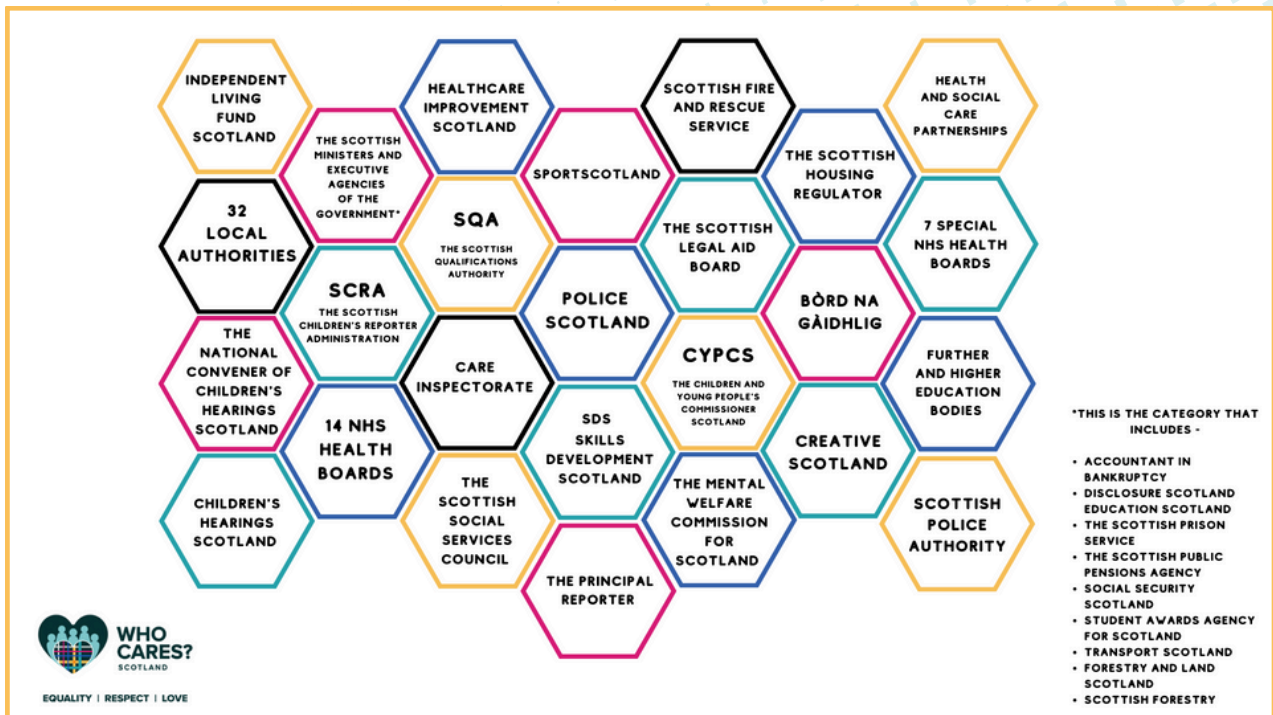 INDEPENDENT
LIVING
FUND
SCOTLAND
THE SCOTTISH
MINISTERS AND
EXECUTIVE
AGENCIES
OF THE
GOVERNMENT*
HEALTHCARE
IMPROVEMENT
SCOTLAND
SPORTSCOTLAND
SCOTTISH FIRE
AND RESCUE
SERVICE
THE SCOTTISH
HOUSING
REGULATOR
HEALTH
AND SOCIAL
CARE
PARTNERSHIPS
32
LOCAL
AUTHORITIES
SCRA
THE SCOTTISH
CHILDREN'S REPORTER
ADMINISTRATION
SQA
THE SCOTTISH
QUALIFICATIONS
AUTHORITY
POLICE
SCOTLAND
THE SCOTTISH
LEGAL AID
BOARD
BÒRD NA
GÀIDHLIG
7 SPECIAL
NHS HEALTH
BOARDS
THE
NATIONAL
CONVENER OF
CHILDREN'S
HEARINGS
SCOTLAND
14 NHS
HEALTH
BOARDS
CARE
INSPECTORATE
SDS
SKILLS
DEVELOPMENT
SCOTLAND
CYPCS
THE CHILDREN AND
YOUNG PEOPLE'S
COMMISSIONER
SCOTLAND
CREATIVE
SCOTLAND
FURTHER
AND HIGHER
EDUCATION
BODIES
CHILDREN'S
HEARINGS
SCOTLAND
THE
SCOTTISH
SOCIAL
SERVICES
COUNCIL
THE PRINCIPAL
REPORTER
THE MENTAL
WELFARE
COMMISSION
FOR
SCOTLAND
SCOTTISH
POLICE
AUTHORITY
*THIS IS THE CATEGORY THAT
INCLUDES -
• ACCOUNTANT IN
BANKRUPTCY
• DISCLOSURE SCOTLAND
EDUCATION SCOTLAND
• THE SCOTTISH PRISON
SERVICE
• THE SCOTTISH PUBLIC
PENSIONS AGENCY
• SOCIAL SECURITY
SCOTLAND
• STUDENT AWARDS AGENCY
FOR SCOTLAND
• TRANSPORT SCOTLAND
• FORESTRY AND LAND
SCOTLAND
• SCOTTISH FORESTRY
WHO
CARES?
SCOTLAND
EQUALITY | RESPECT | LOVE